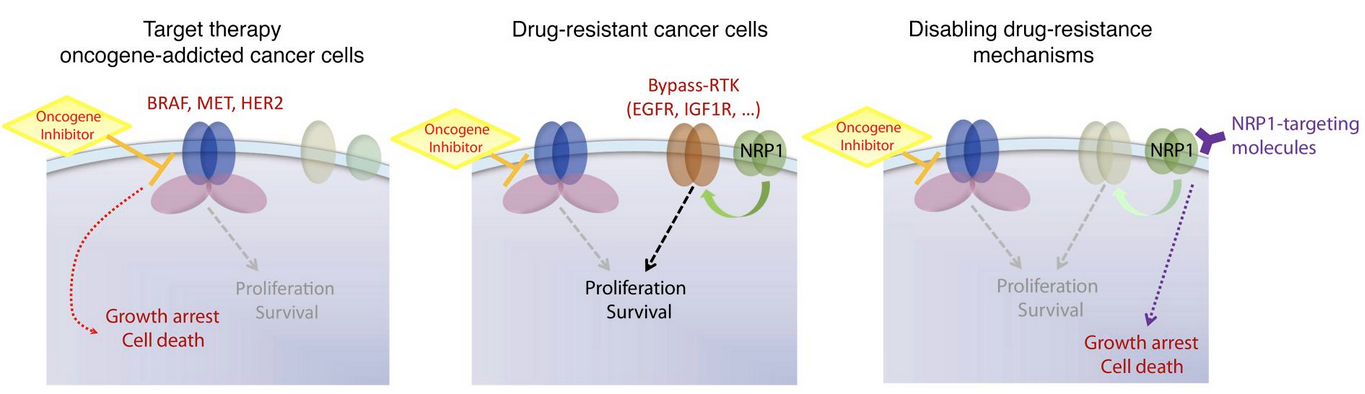 Target therapy
oncogene-addicted cancer cells
Oncogene
Inhibitor
BRAF, MET, HER2
Proliferation
Survival
Growth arrest
Cell death
Drug-resistant cancer cells
Bypass-RTK
(EGFR, IGF1R, ...)
Oncogene
Inhibitor
NRP1
Proliferation
Survival
Disabling drug-resistance
mechanisms
Oncogene
Inhibitor
NRP1
NRP1-targeting
molecules
Proliferation
Survival
Growth arrest
Cell death